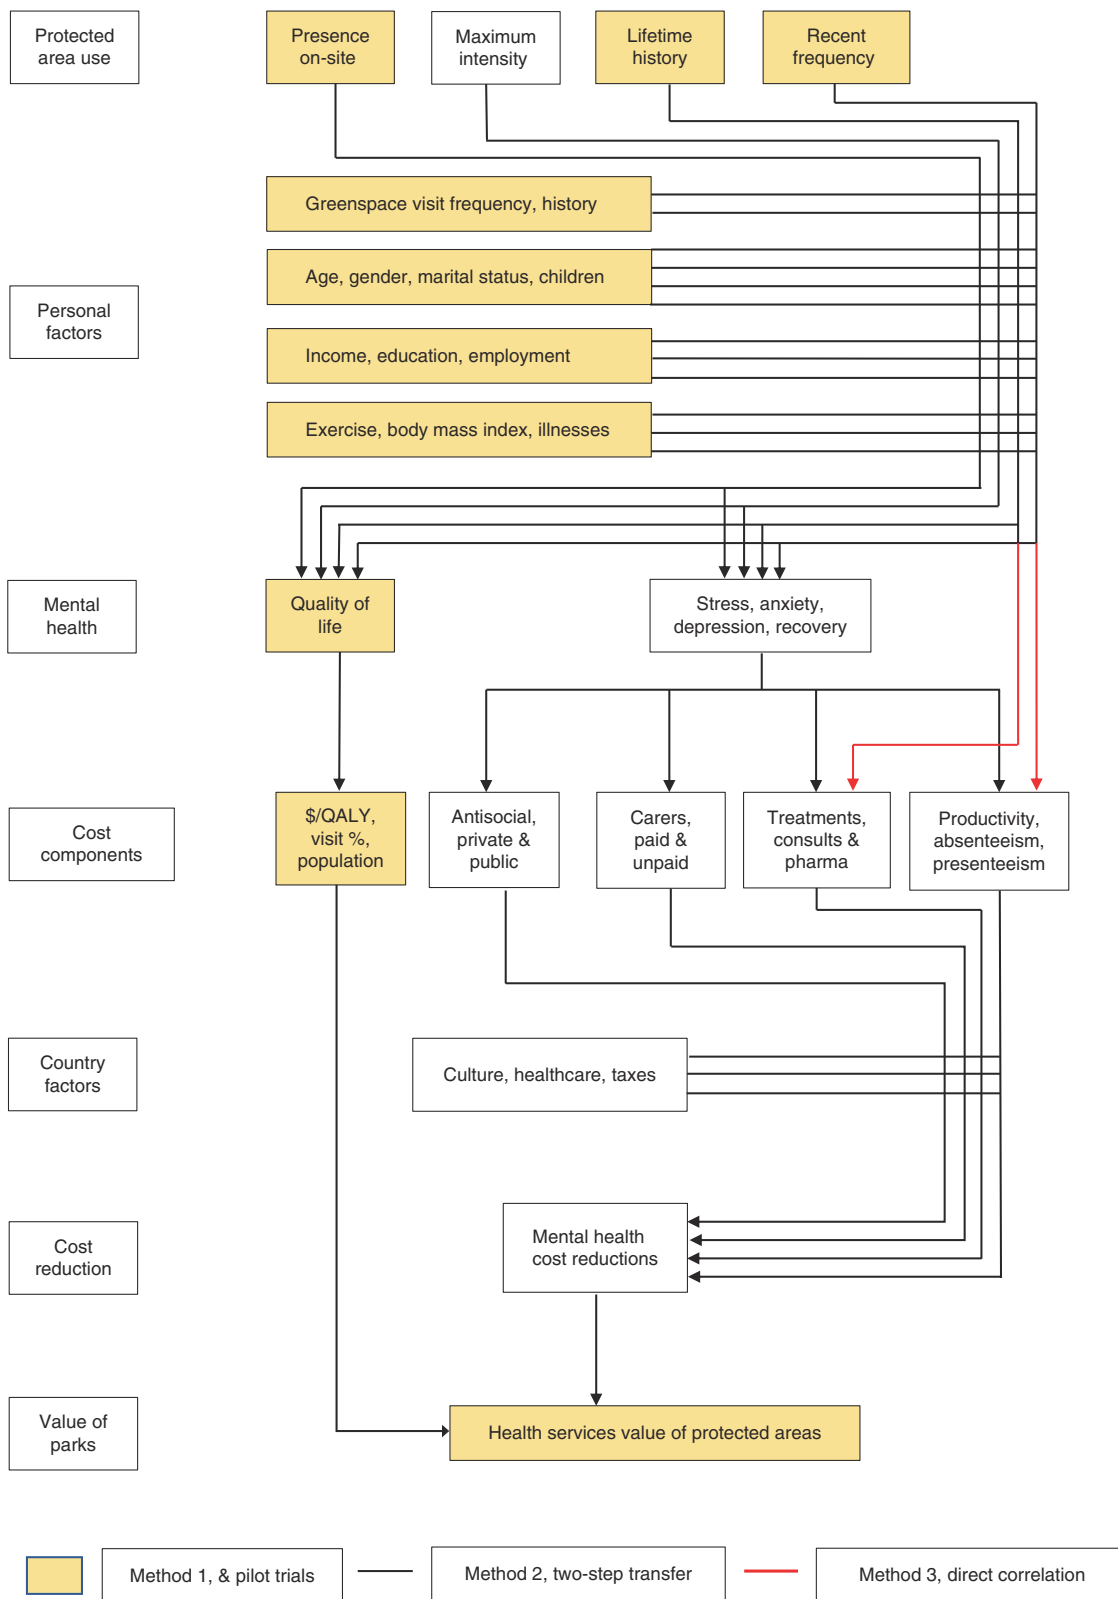 Protected
area use
Presence
on-site
Maximum
intensity
Lifetime
history
Recent
frequency
Greenspace visit frequency, history
Age, gender, marital status, children
Personal
factors
Income, education, employment
Exercise, body mass index, illnesses
Mental
health
Quality of
life
Stress, anxiety,
depression, recovery
Cost
components
$/QALY,
visit %,
population
Antisocial,
private &
public
Carers,
paid &
unpaid
Treatments,
consults &
pharma
Productivity,
absenteeism,
presenteeism
Country
factors
Culture, healthcare, taxes
Cost
reduction
Mental health
cost reductions
Value of
parks
Health services value of protected areas
Method 1, & pilot trials
Method 2, two-step transfer
Method 3, direct correlation